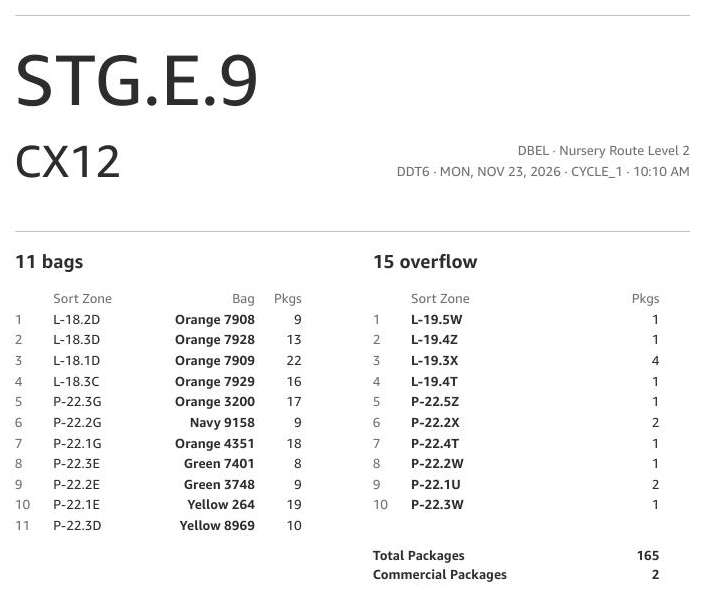 STG.E.9
CX12
DBEL · Nursery Route Level 2
DDT6 · MON, NOV 23, 2026 · CYCLE_1 · 10:10 AM
11 bags
Sort Zone Bag Pkgs
1 L-18.2D Orange 7908 9
2 L-18.3D Orange 7928 13
3 L-18.1D Orange 7909 22
4 L-18.3C Orange 7929 16
5 P-22.3G Orange 3200 17
6 P-22.2G Navy 9158 9
7 P-22.1G Orange 4351 18
8 P-22.3E Green 7401 8
9 P-22.2E Green 3748 9
10 P-22.1E Yellow 264 19
11 P-22.3D Yellow 8969 10
15 overflow
Sort Zone Pkgs
1 L-19.5W 1
2 L-19.4Z 1
3 L-19.3X 4
4 L-19.4T 1
5 P-22.5Z 1
6 P-22.2X 2
7 P-22.4T 1
8 P-22.2W 1
9 P-22.1U 2
10 P-22.3W 1
Total Packages 165
Commercial Packages 2